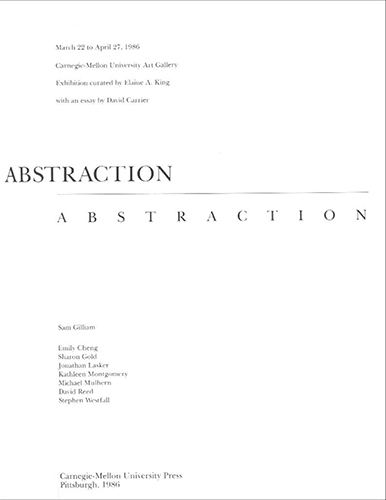 March 22 to April 27, 1986
Carnegie-Mellon University Art Gallery
Exhibition curated by Elaine A. King
with an essay by David Carrier
ABSTRACTION
ABSTRACTION
Sam Gilliam
Emily Cheng
Sharon Gold
Jonathan Lasker
Kathleen Montgomery
Michael Mulhern
David Reed
Stephen Westfall
Carnegie-Mellon University Press
Pittsburgh, 1986